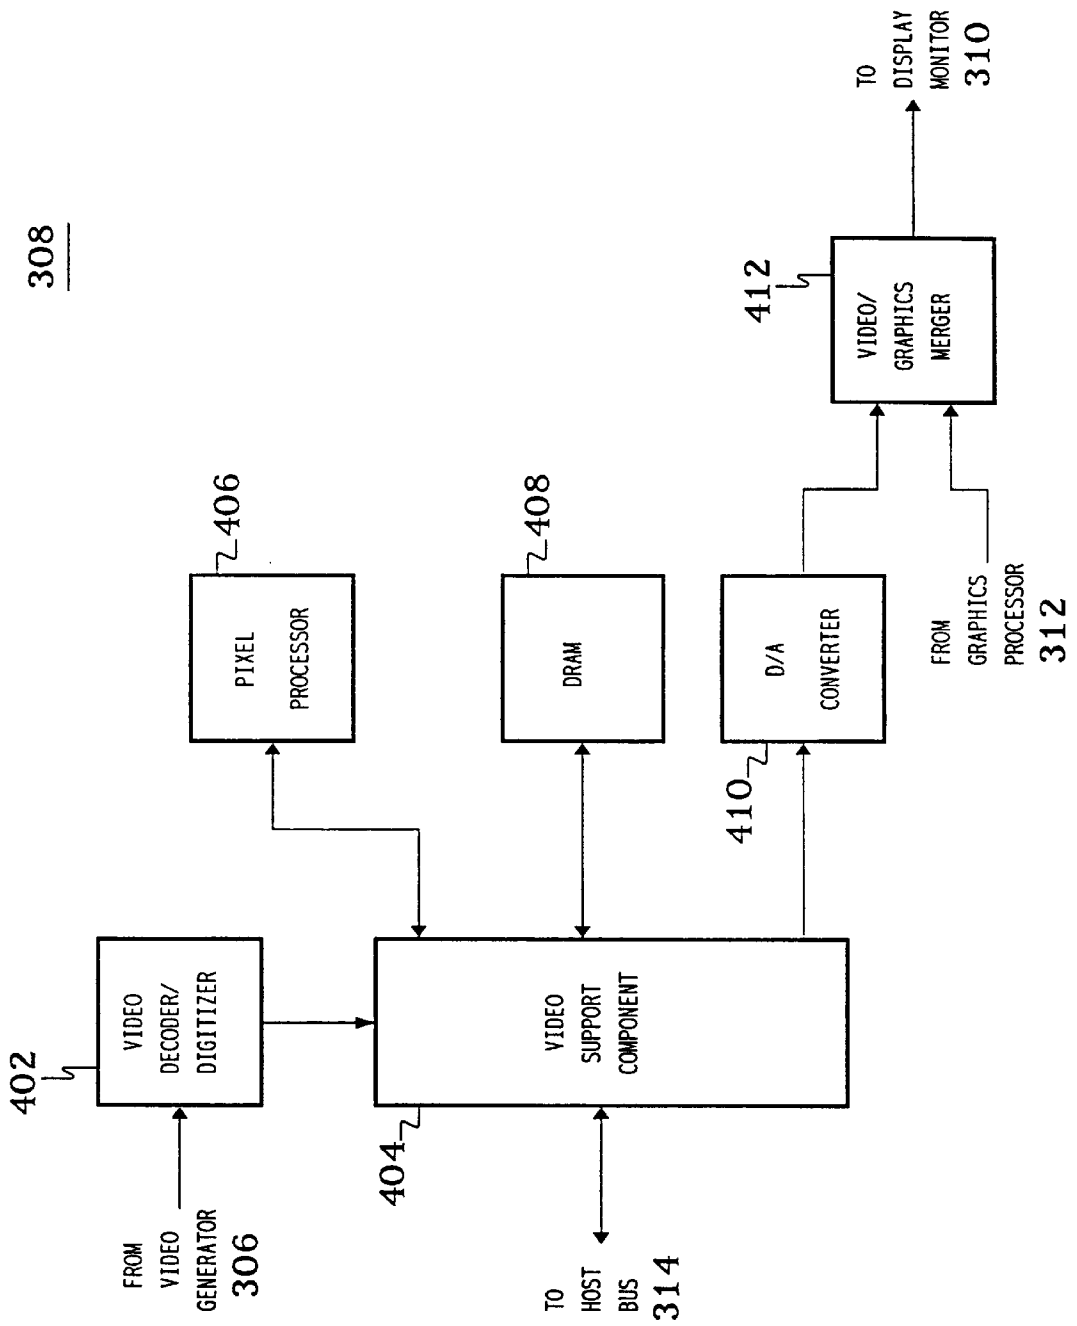 308
FROM
VIDEO
GENERATOR
306
402
VIDEO
DECODER/
DIGITIZER
TO
HOST
BUS
314
404
VIDEO
SUPPORT
COMPONENT
PIXEL
PROCESSOR
406
DRAM
408
410
D/A
CONVERTER
FROM
GRAPHICS
PROCESSOR
312
412
VIDEO/
GRAPHICS
MERGER
TO
DISPLAY
MONITOR
310